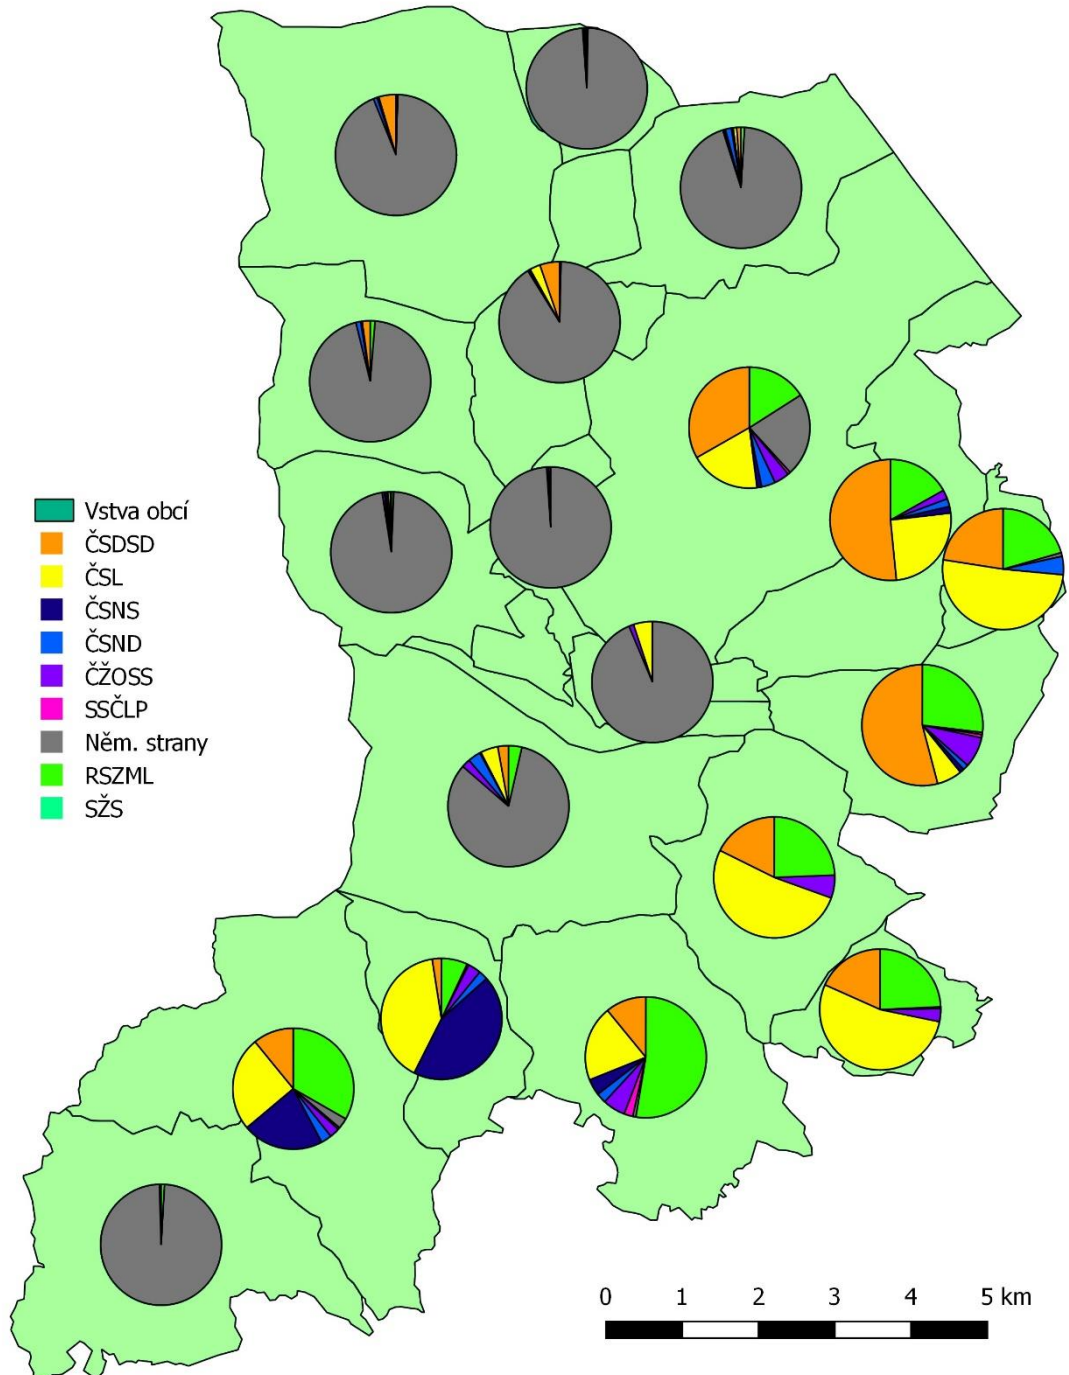 Vstva obcí
ČSDSD
ČSL
ČSNS
ČSND
ČŽOSS
SSČLP
Něm. strany
RSZML
SŽS
0 1 2 3 4 5 km